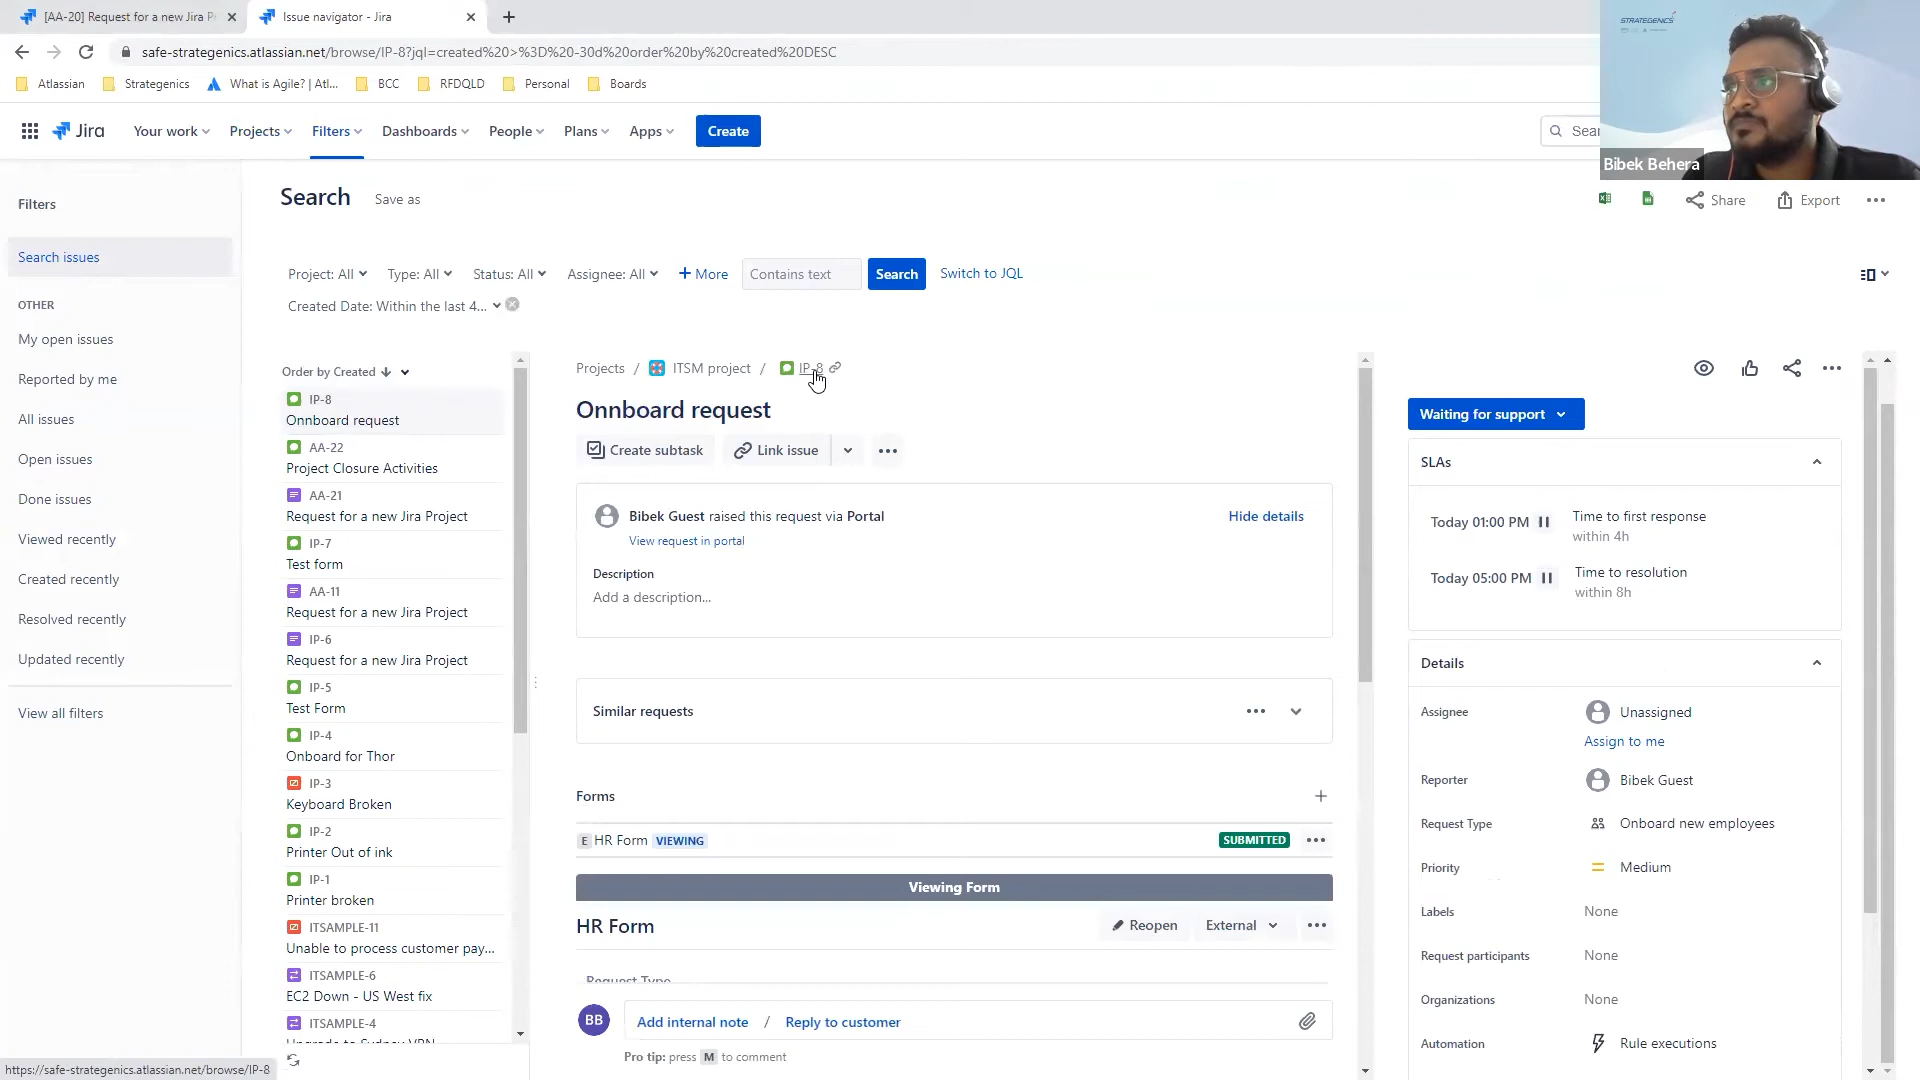 [AA-20] Request for a new Jira P
Issue navigator - Jira
safe-strategenics.atlassian.net/browse/IP-8?jql=created%20>%3D%20-30d%20order%20by%20created%20DESC
Atlassian
Strategenics
What is Agile? | Atl...
BCC
RFDQLD
Personal
Boards
STRATEGENICS
Bibek Behera
Jira
Your work
Projects
Filters
Dashboards
People
Plans
Apps
Create
Sear
Filters
Search issues
OTHER
My open issues
Reported by me
All issues
Open issues
Done issues
Viewed recently
Created recently
Resolved recently
Updated recently
View all filters
Search
Save as
Share
Export
Project: All
Type: All
Status: All
Assignee: All
+ More
Contains text
Search
Switch to JQL
Created Date: Within the last 4...
Order by Created
IP-8
Onnboard request
AA-22
Project Closure Activities
AA-21
Request for a new Jira Project
IP-7
Test form
AA-11
Request for a new Jira Project
IP-6
Request for a new Jira Project
IP-5
Test Form
IP-4
Onboard for Thor
IP-3
Keyboard Broken
IP-2
Printer Out of ink
IP-1
Printer broken
ITSAMPLE-11
Unable to process customer pay...
ITSAMPLE-6
EC2 Down - US West fix
ITSAMPLE-4
Upgrade to Sydney VPN
Projects / ITSM project / IP-8
Onnboard request
Create subtask
Link issue
Bibek Guest raised this request via Portal
Hide details
View request in portal
Description
Add a description...
Similar requests
Forms
E HR Form VIEWING
SUBMITTED
Viewing Form
HR Form
Reopen
External
Request Type
BB
Add internal note / Reply to customer
Pro tip: press M to comment
Waiting for support
SLAs
Today 01:00 PM
Time to first response
within 4h
Today 05:00 PM
Time to resolution
within 8h
Details
Assignee
Unassigned
Assign to me
Reporter
Bibek Guest
Request Type
Onboard new employees
Priority
Medium
Labels
None
Request participants
None
Organizations
None
Automation
Rule executions
https://safe-strategenics.atlassian.net/browse/IP-8